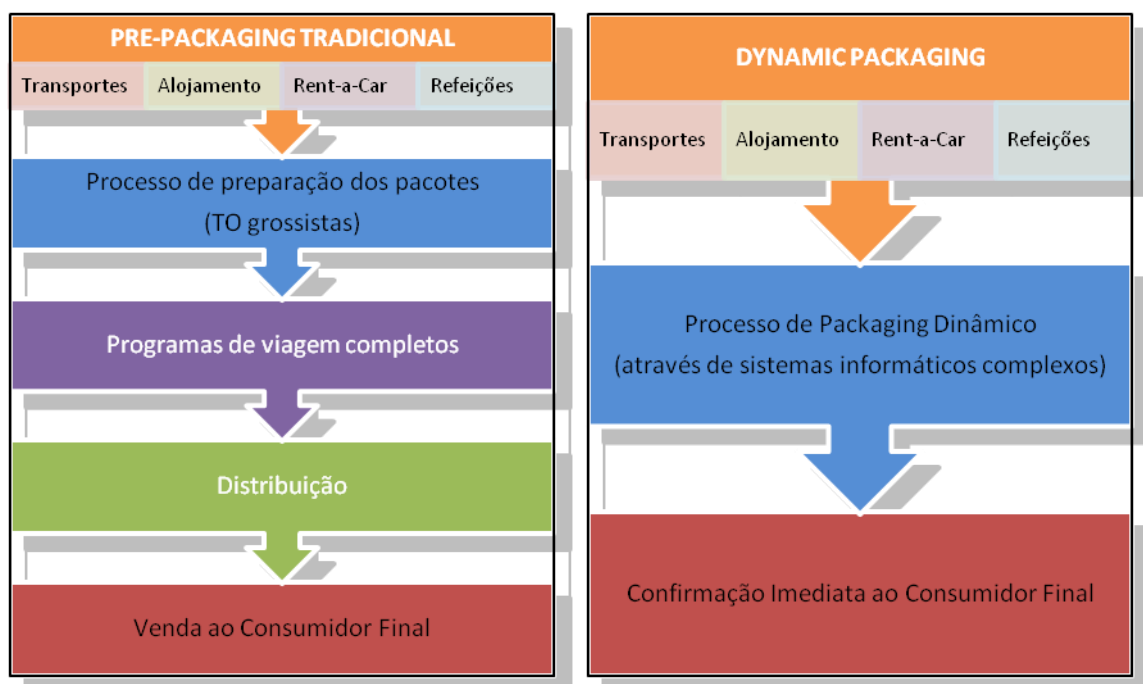 PRE-PACKAGING TRADICIONAL
Transportes
Alojamento
Rent-a-Car
Refeições
Processo de preparação dos pacotes
(TO grossistas)
Programas de viagem completos
Distribuição
Venda ao Consumidor Final
DYNAMIC PACKAGING
Transportes
Alojamento
Rent-a-Car
Refeições
Processo de Packaging Dinâmico
(através de sistemas informáticos complexos)
Confirmação Imediata ao Consumidor Final